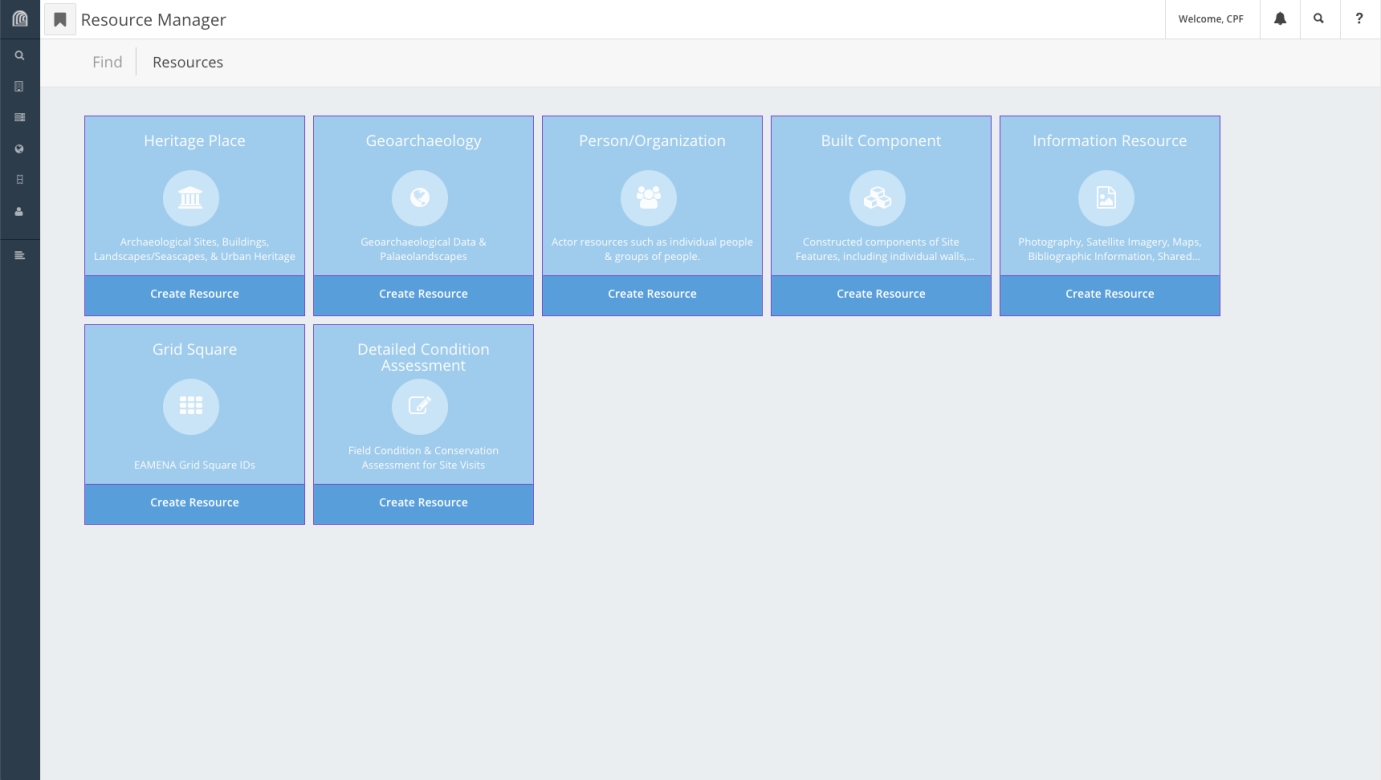 Resource Manager
Welcome, CPF
?
Find
Resources
Heritage Place
Archaeological Sites, Buildings,
Landscapes/Seascapes, & Urban Heritage
Create Resource
Geoarchaeology
Geoarchaeological Data &
Palaeolandscapes
Create Resource
Person/Organization
Actor resources such as individual people
& groups of people.
Create Resource
Built Component
Constructed components of Site
Features, including individual walls,...
Create Resource
Information Resource
Photography, Satellite Imagery, Maps,
Bibliographic Information, Shared...
Create Resource
Grid Square
EAMENA Grid Square IDs
Create Resource
Detailed Condition
Assessment
Field Condition & Conservation
Assessment for Site Visits
Create Resource